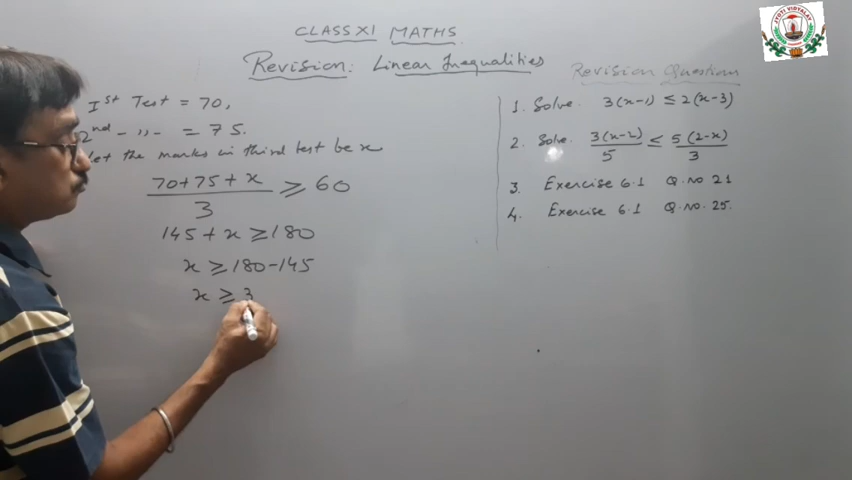 CLASS XI MATHS
Revision: Linear Inequalities
Ist Test = 70,
2nd - ,, - = 75.
Let the marks in third test be x
70+75+x / 3 ≥ 60
145 + x ≥ 180
x ≥ 180-145
x ≥ 3
Revision Question
1. Solve 3(x-1) ≤ 2(x-3)
2. Solve 3(x-2) / 5 ≤ 5(2-x) / 3
3. Exercise 6.1 Q.No 21
4. Exercise 6.1 Q.No. 25.
JYOTI VIDYALAY